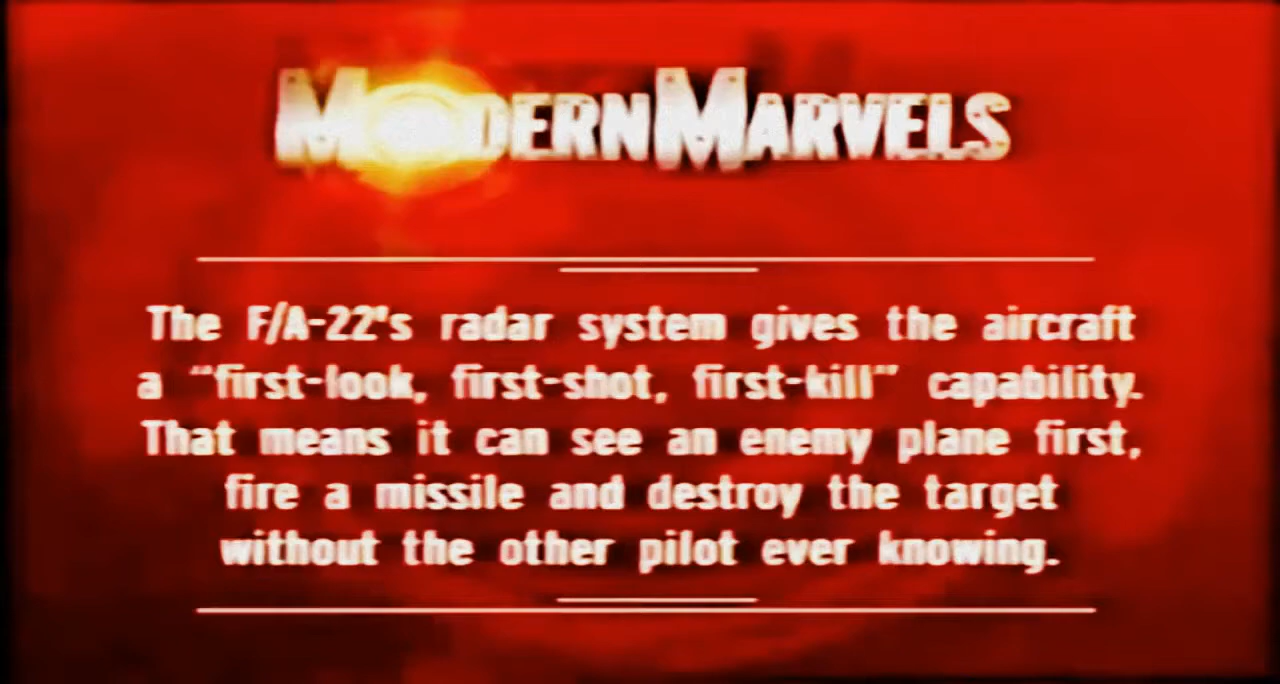 MODERNMARVELS
The F/A-22's radar system gives the aircraft
a “first-look, first-shot, first-kill” capability.
That means it can see an enemy plane first,
fire a missile and destroy the target
without the other pilot ever knowing.